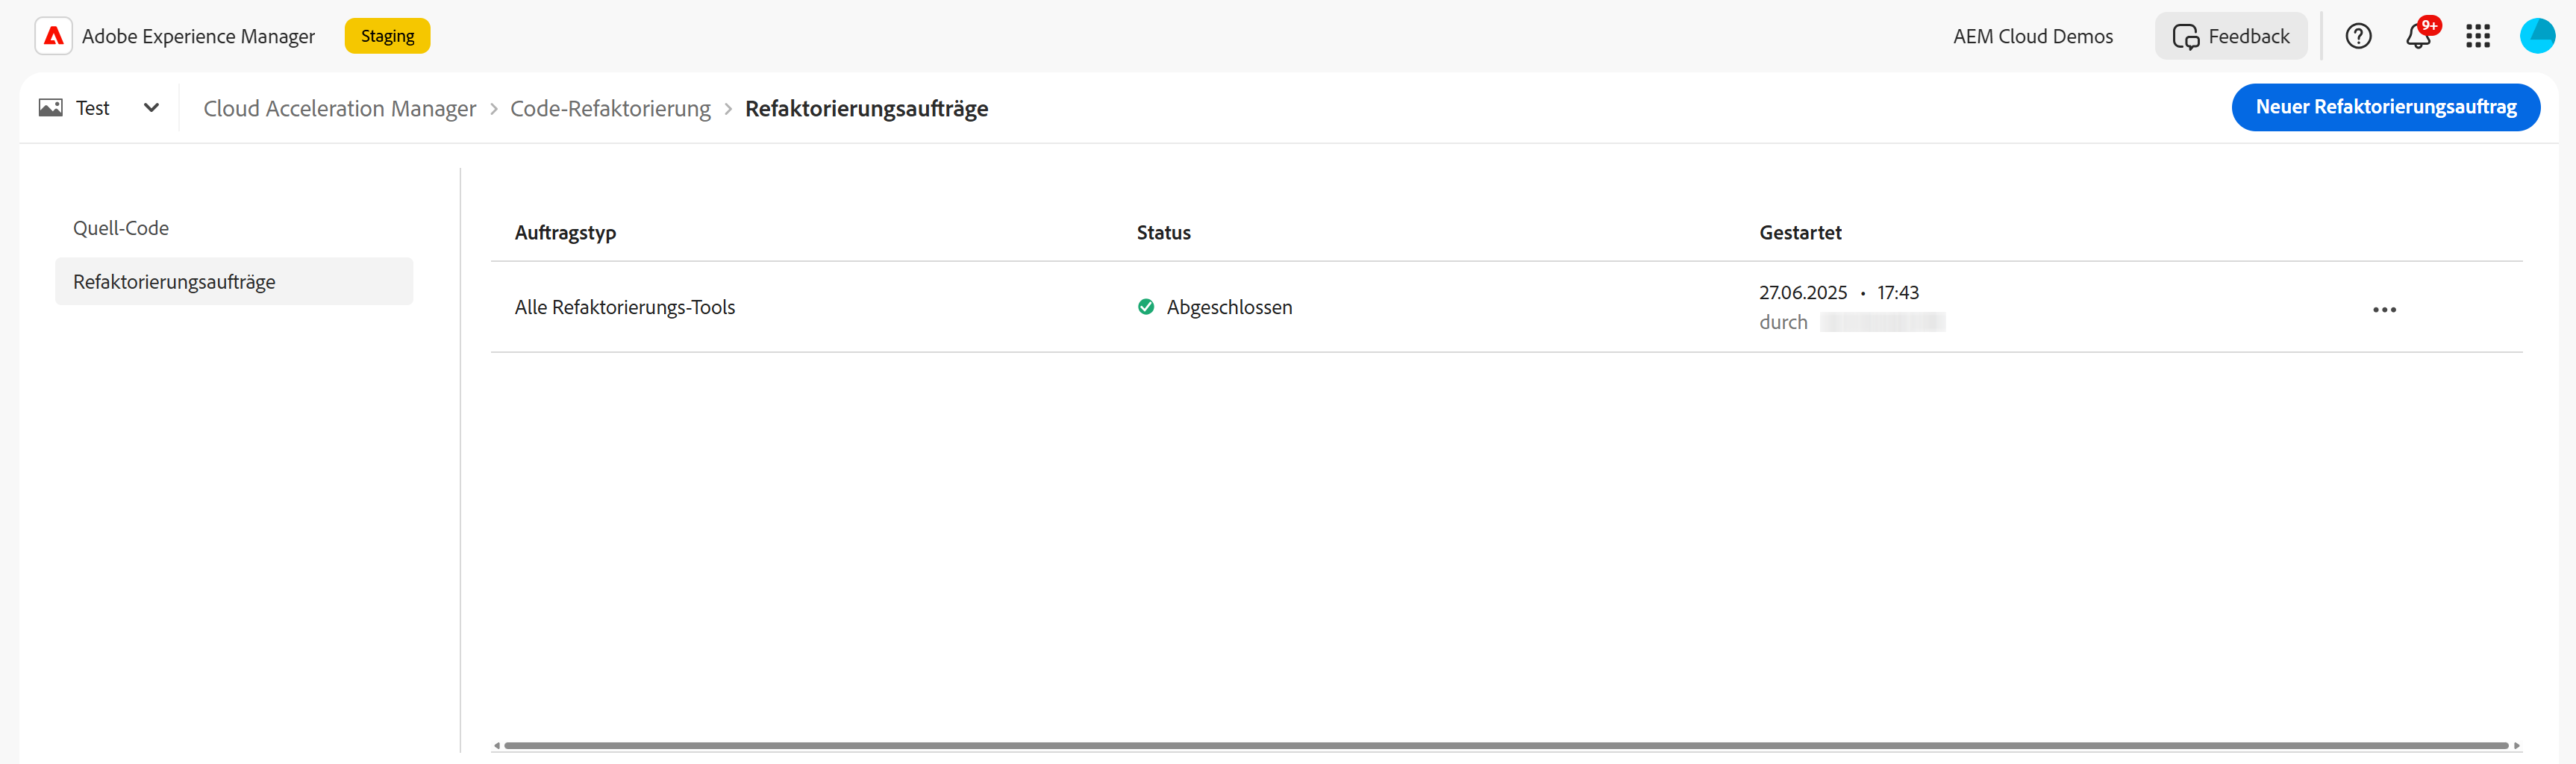 Adobe Experience Manager
Staging
AEM Cloud Demos
Feedback
9+
Test
Cloud Acceleration Manager
Code-Refaktorierung
Refaktorierungsaufträge
Neuer Refaktorierungsauftrag
Quell-Code
Refaktorierungsaufträge
Auftragstyp
Status
Gestartet
Alle Refaktorierungs-Tools
Abgeschlossen
27.06.2025 • 17:43
durch